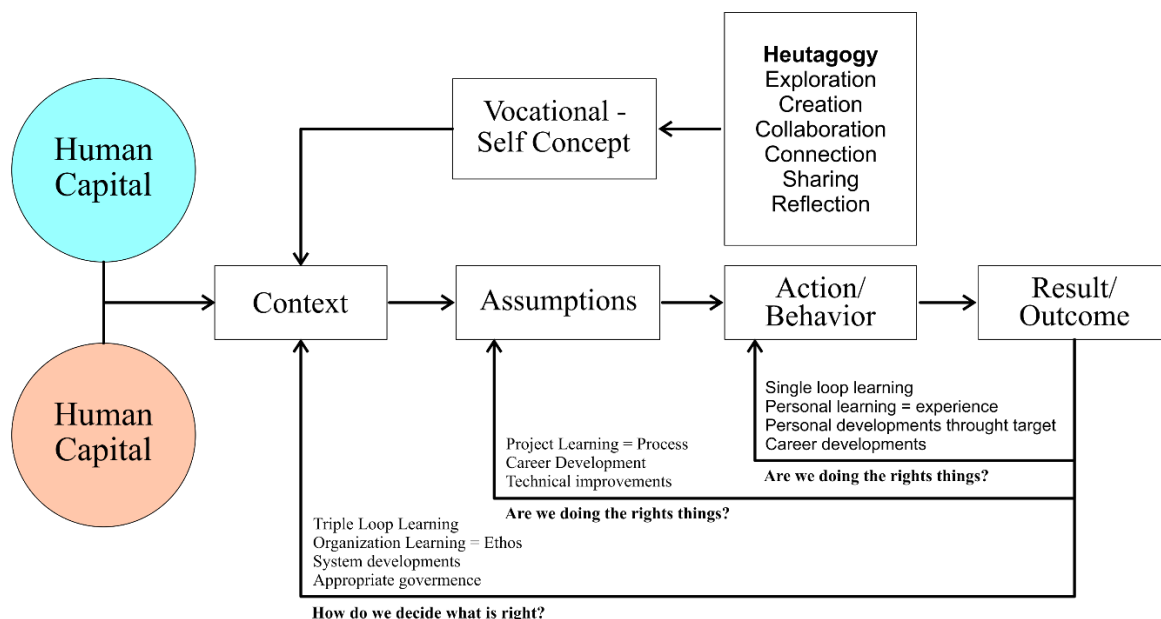 Heutagogy
Exploration
Creation
Collaboration
Connection
Sharing
Reflection
Vocational -
Self Concept
Human
Capital
Context
Assumptions
Action/
Behavior
Result/
Outcome
Human
Capital
Single loop learning
Personal learning = experience
Personal developments throught target
Career developments
Are we doing the rights things?
Project Learning = Process
Career Development
Technical improvements
Are we doing the rights things?
Triple Loop Learning
Organization Learning = Ethos
System developments
Appropriate governence
How do we decide what is right?